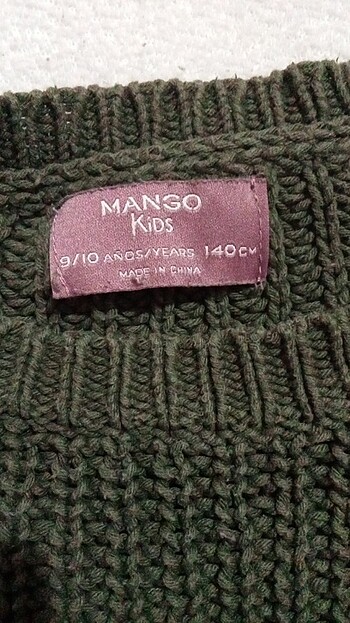 MANGO
KiDS
9/10 AÑOS/YEARS 140CM
MADE IN CHINA